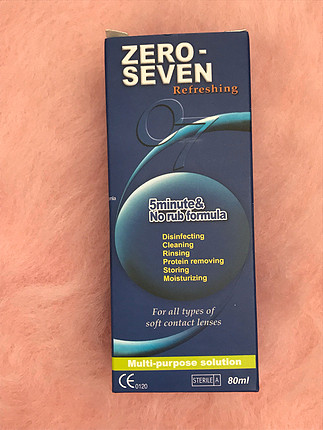 ZERO-
SEVEN
Refreshing
5minute&
No rub formula
Disinfecting
Cleaning
Rinsing
Protein removing
Storing
Moisturizing
For all types of
soft contact lenses
Multi-purpose solution
CE 0120
STERILE A
80ml